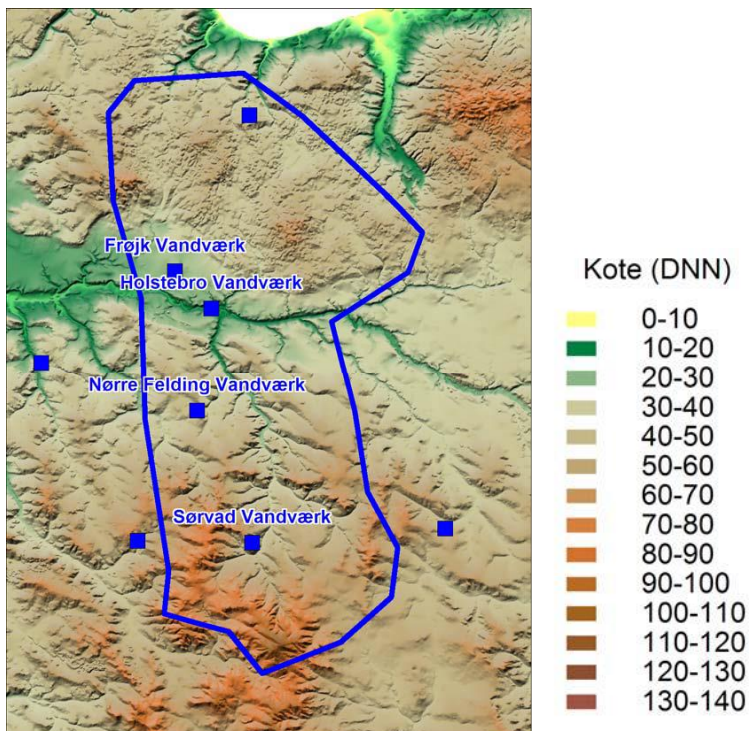 Frøjk Vandværk
Holstebro Vandværk
Nørre Felding Vandværk
Sørvad Vandværk
Kote (DNN)
0-10
10-20
20-30
30-40
40-50
50-60
60-70
70-80
80-90
90-100
100-110
110-120
120-130
130-140